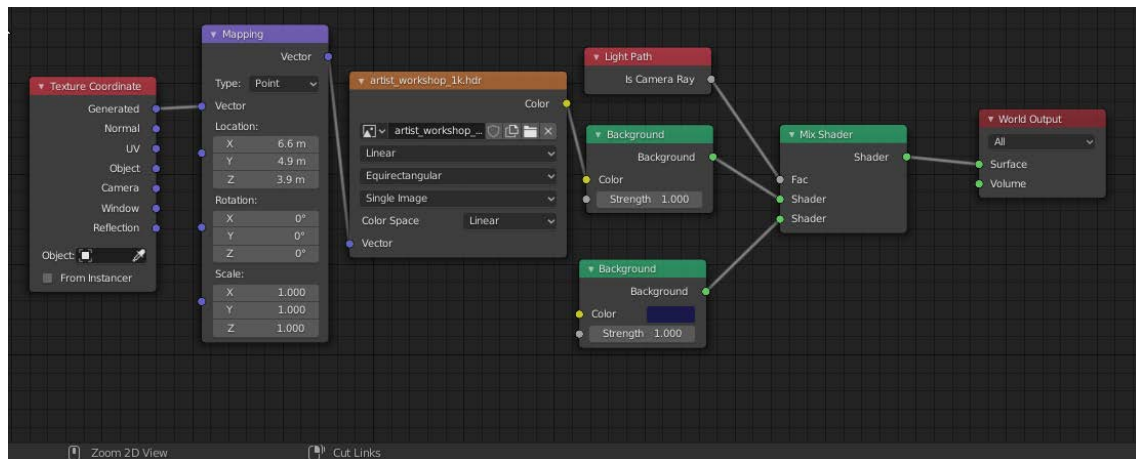 Texture Coordinate
Generated
Normal
UV
Object
Camera
Window
Reflection
Object:
From Instancer
Mapping
Vector
Type: Point
Vector
Location:
X 6.6 m
Y 4.9 m
Z 3.9 m
Rotation:
X 0°
Y 0°
Z 0°
Scale:
X 1.000
Y 1.000
Z 1.000
artist_workshop_1k.hdr
Color
artist_workshop_...
Linear
Equirectangular
Single Image
Color Space Linear
Vector
Light Path
Is Camera Ray
Background
Background
Color
Strength 1.000
Background
Background
Color
Strength 1.000
Mix Shader
Shader
Fac
Shader
Shader
World Output
All
Surface
Volume
Zoom 2D View
Cut Links